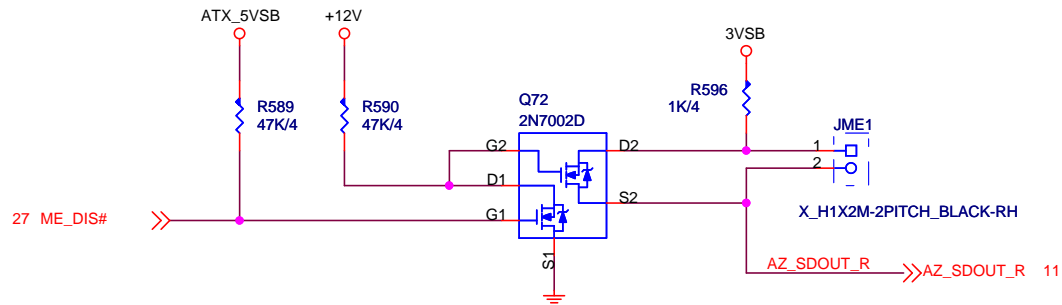 ATX_5VSB
+12V
3VSB
R589
47K/4
R590
47K/4
Q72
2N7002D
R596
1K/4
JME1
G2
D2
1
2
D1
S2
G1
S1
27 ME_DIS#
X_H1X2M-2PITCH_BLACK-RH
AZ_SDOUT_R
AZ_SDOUT_R 11